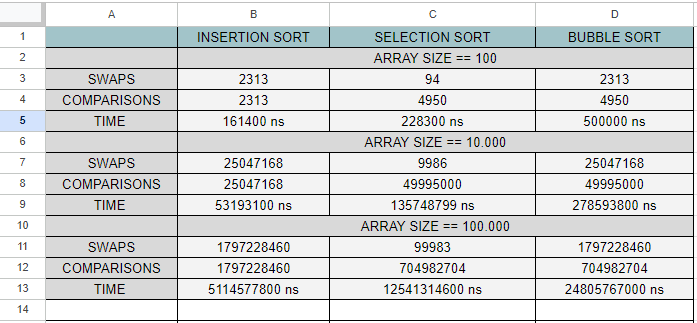 A B C D
1 INSERTION SORT SELECTION SORT BUBBLE SORT
2 ARRAY SIZE == 100
3 SWAPS 2313 94 2313
4 COMPARISONS 2313 4950 4950
5 TIME 161400 ns 228300 ns 500000 ns
6 ARRAY SIZE == 10.000
7 SWAPS 25047168 9986 25047168
8 COMPARISONS 25047168 49995000 49995000
9 TIME 53193100 ns 135748799 ns 278593800 ns
10 ARRAY SIZE == 100.000
11 SWAPS 1797228460 99983 1797228460
12 COMPARISONS 1797228460 704982704 704982704
13 TIME 5114577800 ns 12541314600 ns 24805767000 ns
14